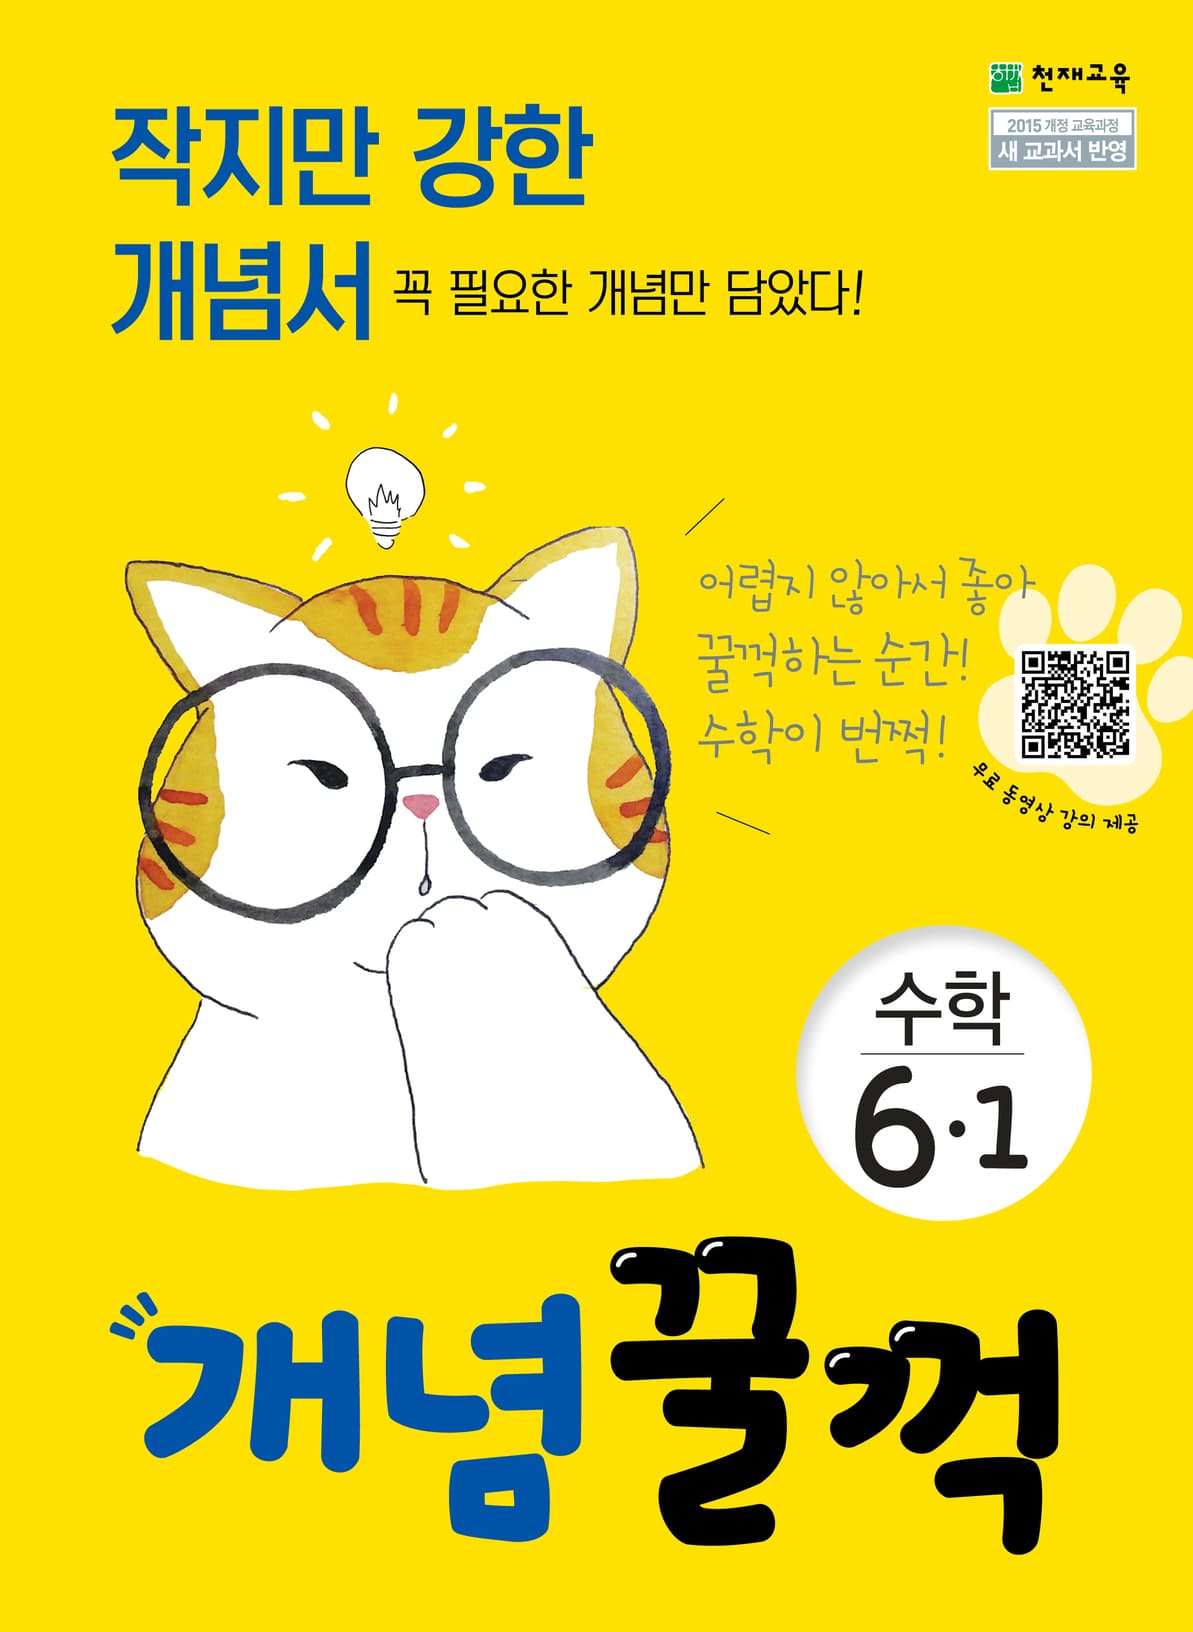 천재교육
2015 개정 교육과정
새 교과서 반영
작지만 강한
개념서 꼭 필요한 개념만 담았다!
어렵지 않아서 좋아
꿀꺽하는 순간!
수학이 번쩍!
무료 동영상 강의 제공
수학
6·1
개념꿀꺽